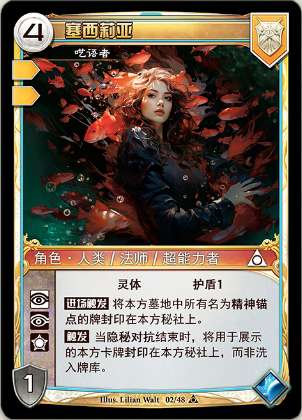 4
塞西莉亚
呓语者
角色·人类 / 法师 / 超能力者
灵体 护盾1
进场触发 将本方墓地中所有名为精神锚
点的牌封印在本方秘社上。
触发 当隐秘对抗结束时，将用于展示
的本方卡牌封印在本方秘社上，而非洗
入牌库。
1
Illus. Lilian Walt 02/48